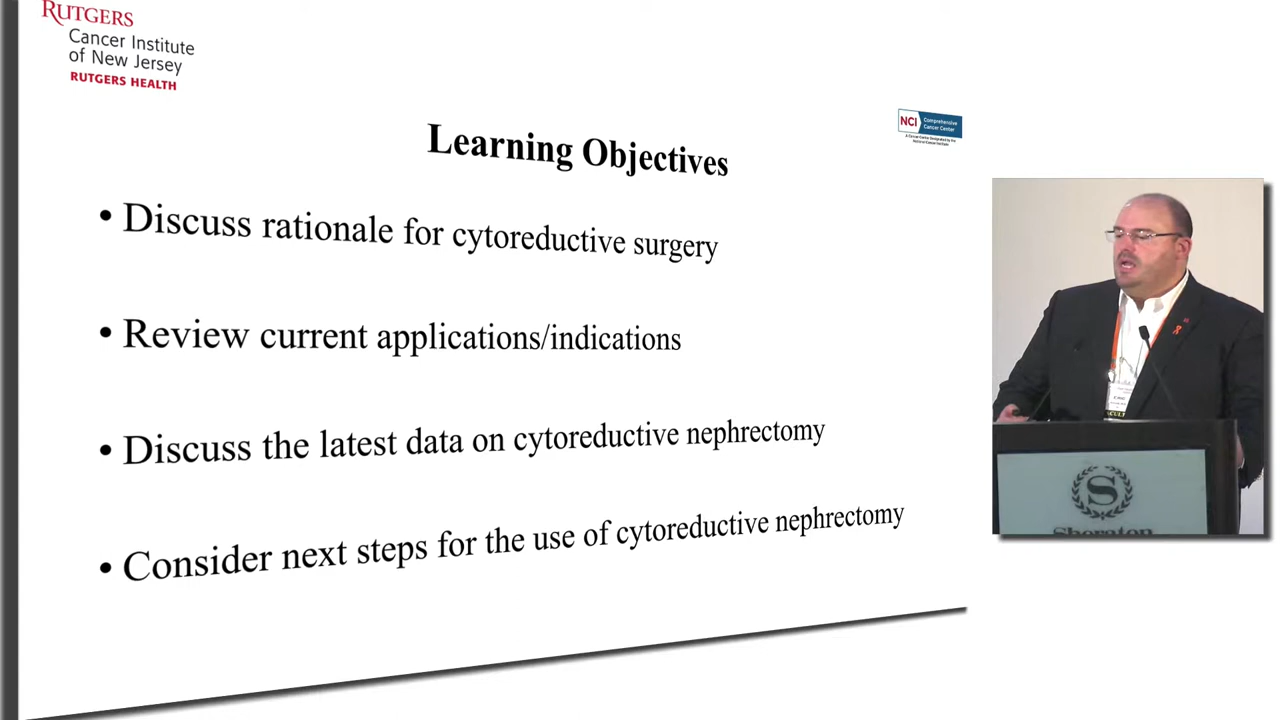 RUTGERS
Cancer Institute
of New Jersey
RUTGERS HEALTH
NCI Comprehensive
Cancer Center
A Cancer Center Designated by the
National Cancer Institute
Learning Objectives
• Discuss rationale for cytoreductive surgery
• Review current applications/indications
• Discuss the latest data on cytoreductive nephrectomy
• Consider next steps for the use of cytoreductive nephrectomy
S
Sheraton